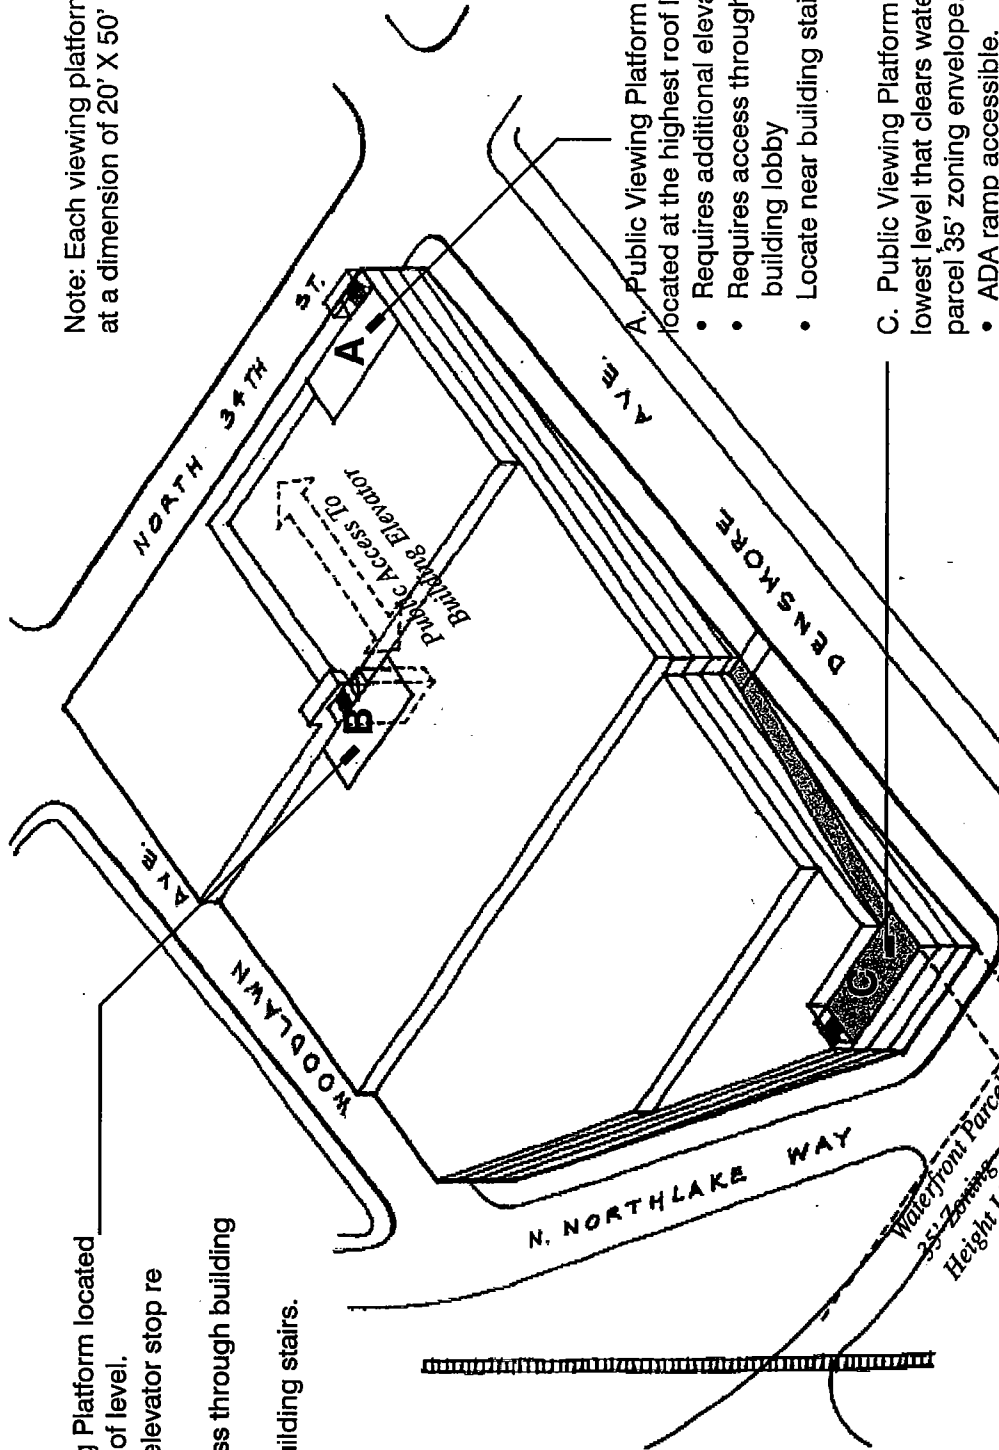 Note: Each viewing platform
at a dimension of 20' X 50'
g Platform located
of level.
elevator stop re
ss through building
uilding stairs.
A. Public Viewing Platform
located at the highest roof l
• Requires additional eleva
• Requires access through
building lobby
• Locate near building stai
C. Public Viewing Platform
lowest level that clears wate
parcel 35' zoning envelope.
• ADA ramp accessible.
NORTH 34TH ST.
WOODLAWN AVE.
DENSMORE AVE.
N. NORTHLAKE WAY
A
B
C
Public Access To
Building Elevator
Waterfront Parce
35' Zoning
Height L